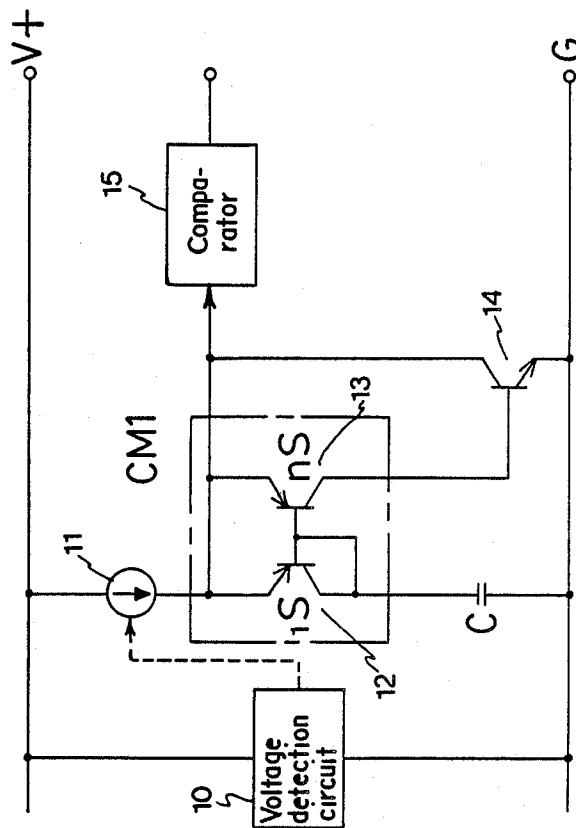 V+
15
Compa-
rator
CM1
11
14
13
nS
1S
12
C
10
Voltage
detection
circuit
G